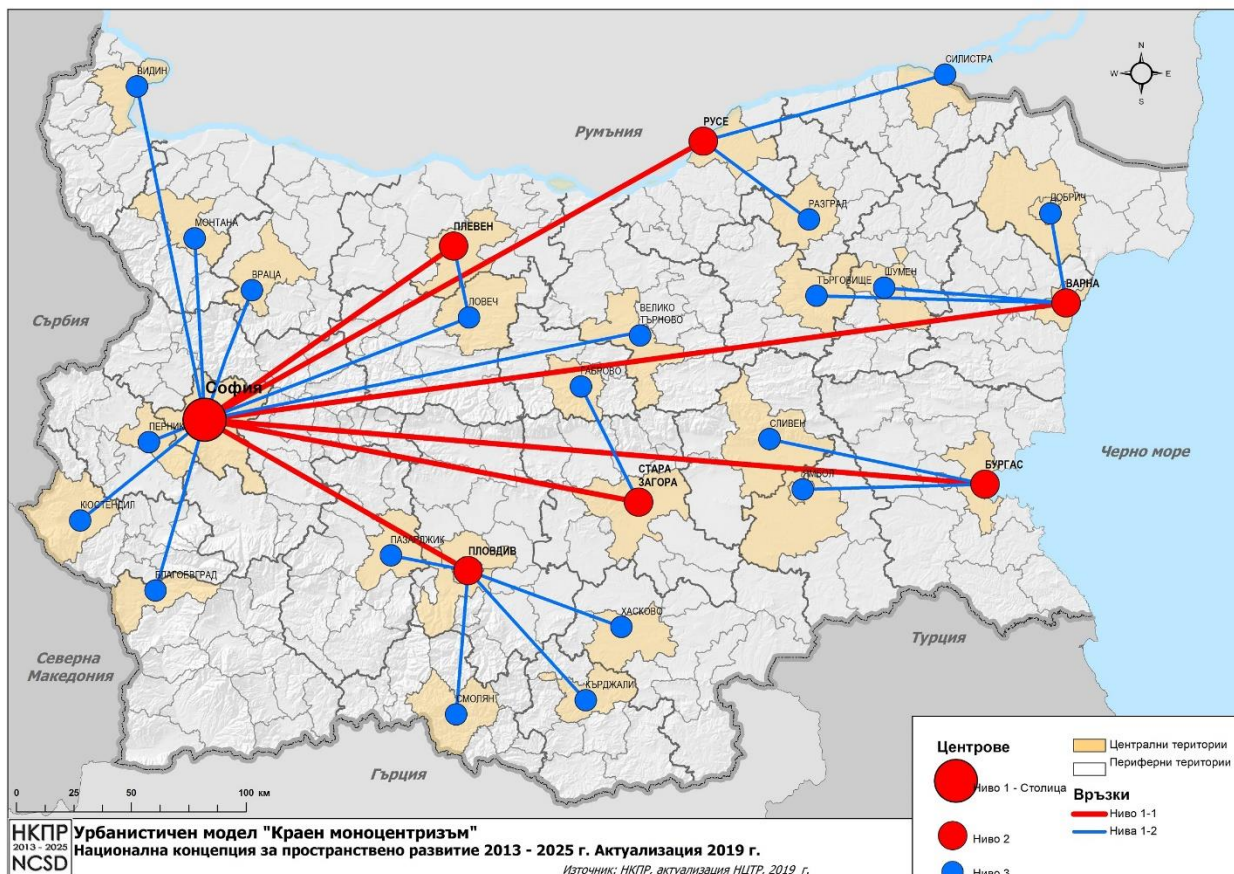 ВИДИН
СИЛИСТРА
N
W
E
S
Румъния
РУСЕ
РАЗГРАД
ДОБРИЧ
МОНТАНА
ПЛЕВЕН
ВРАЦА
ЛОВЕЧ
ВЕЛИКО
ТЪРНОВО
ТЪРГОВИЩЕ
ШУМЕН
ВАРНА
Сърбия
София
ГАБРОВО
ПЕРНИК
СЛИВЕН
Черно море
СТАРА
ЗАГОРА
ЯМБОЛ
БУРГАС
КЮСТЕНДИЛ
ПАЗАРДЖИК
ПЛОВДИВ
БЛАГОЕВГРАД
ХАСКОВО
Турция
Северна
Македония
СМОЛЯН
КЪРДЖАЛИ
Гърция
0 25 50 100 км
Центрове
Ниво 1 - Столица
Ниво 2
Ниво 3
Централни територии
Периферни територии
Връзки
Ниво 1-1
Нива 1-2
НКПР
2013 - 2025
NCSD
Урбанистичен модел "Краен моноцентризъм"
Национална концепция за пространствено развитие 2013 - 2025 г. Актуализация 2019 г.
Източник: НКПР, актуализация НЦТР, 2019 г.